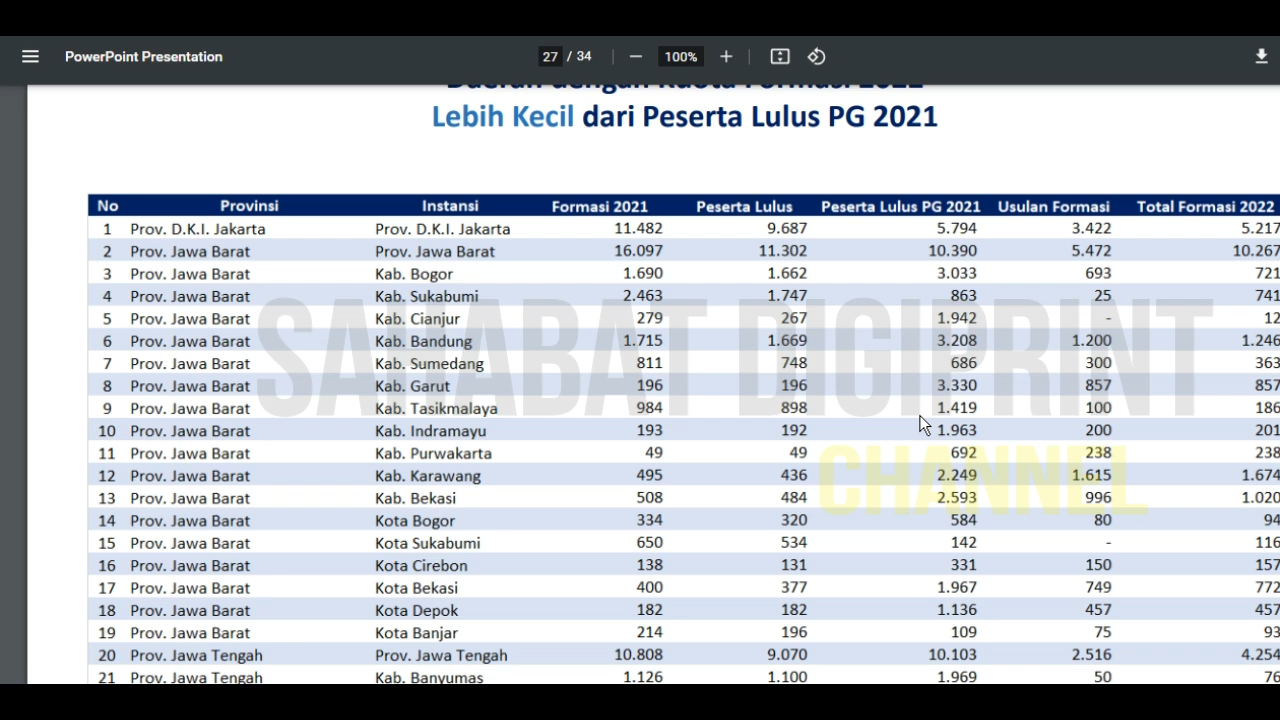 PowerPoint Presentation 27 / 34 100%
Daerah dengan Kuota Formasi 2022
Lebih Kecil dari Peserta Lulus PG 2021
No Provinsi Instansi Formasi 2021 Peserta Lulus Peserta Lulus PG 2021 Usulan Formasi Total Formasi 2022
1 Prov. D.K.I. Jakarta Prov. D.K.I. Jakarta 11.482 9.687 5.794 3.422 5.217
2 Prov. Jawa Barat Prov. Jawa Barat 16.097 11.302 10.390 5.472 10.267
3 Prov. Jawa Barat Kab. Bogor 1.690 1.662 3.033 693 721
4 Prov. Jawa Barat Kab. Sukabumi 2.463 1.747 863 25 741
5 Prov. Jawa Barat Kab. Cianjur 279 267 1.942 - 12
6 Prov. Jawa Barat Kab. Bandung 1.715 1.669 3.208 1.200 1.246
7 Prov. Jawa Barat Kab. Sumedang 811 748 686 300 363
8 Prov. Jawa Barat Kab. Garut 196 196 3.330 857 857
9 Prov. Jawa Barat Kab. Tasikmalaya 984 898 1.419 100 186
10 Prov. Jawa Barat Kab. Indramayu 193 192 1.963 200 201
11 Prov. Jawa Barat Kab. Purwakarta 49 49 692 238 238
12 Prov. Jawa Barat Kab. Karawang 495 436 2.249 1.615 1.674
13 Prov. Jawa Barat Kab. Bekasi 508 484 2.593 996 1.020
14 Prov. Jawa Barat Kota Bogor 334 320 584 80 94
15 Prov. Jawa Barat Kota Sukabumi 650 534 142 - 116
16 Prov. Jawa Barat Kota Cirebon 138 131 331 150 157
17 Prov. Jawa Barat Kota Bekasi 400 377 1.967 749 772
18 Prov. Jawa Barat Kota Depok 182 182 1.136 457 457
19 Prov. Jawa Barat Kota Banjar 214 196 109 75 93
20 Prov. Jawa Tengah Prov. Jawa Tengah 10.808 9.070 10.103 2.516 4.254
21 Prov. Jawa Tengah Kab. Banyumas 1.126 1.100 1.969 50 76
SAHABAT DIGIPRINT
CHANNEL